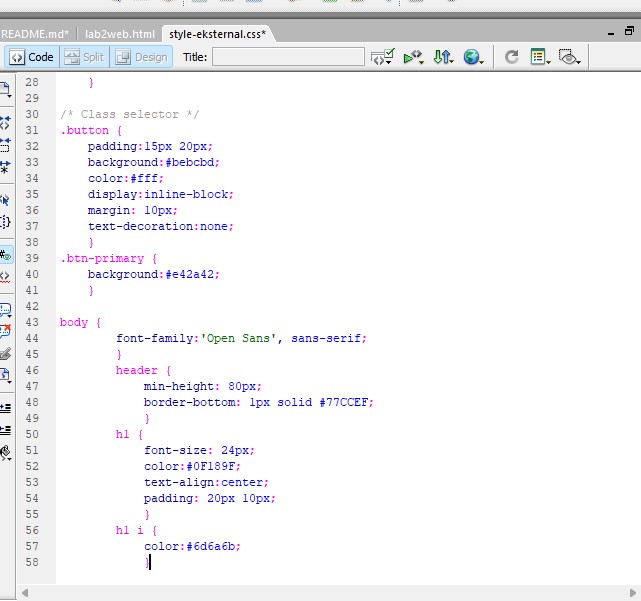 README.md* lab2web.html style-eksternal.css*
Code Split Design Title:
28 }
29
30 /* Class selector */
31 .button {
32 padding:15px 20px;
33 background:#bebcbd;
34 color:#fff;
35 display:inline-block;
36 margin: 10px;
37 text-decoration:none;
38 }
39 .btn-primary {
40 background:#e42a42;
41 }
42
43 body {
44 font-family:'Open Sans', sans-serif;
45 }
46 header {
47 min-height: 80px;
48 border-bottom: 1px solid #77CCEF;
49 }
50 h1 {
51 font-size: 24px;
52 color:#0F189F;
53 text-align:center;
54 padding: 20px 10px;
55 }
56 h1 i {
57 color:#6d6a6b;
58 }